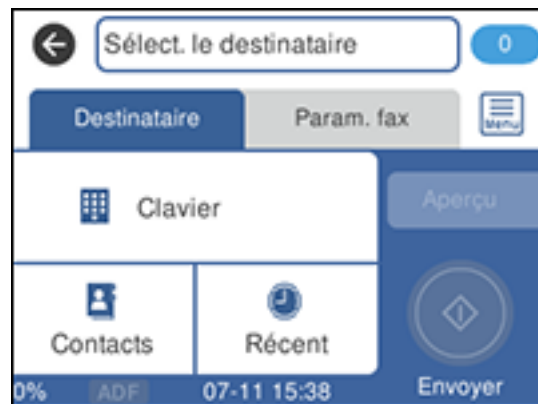 Sélect. le destinataire
0
Destinataire
Param. fax
Menu
Clavier
Aperçu
Contacts
Récent
0%
ADF
07-11 15:38
Envoyer